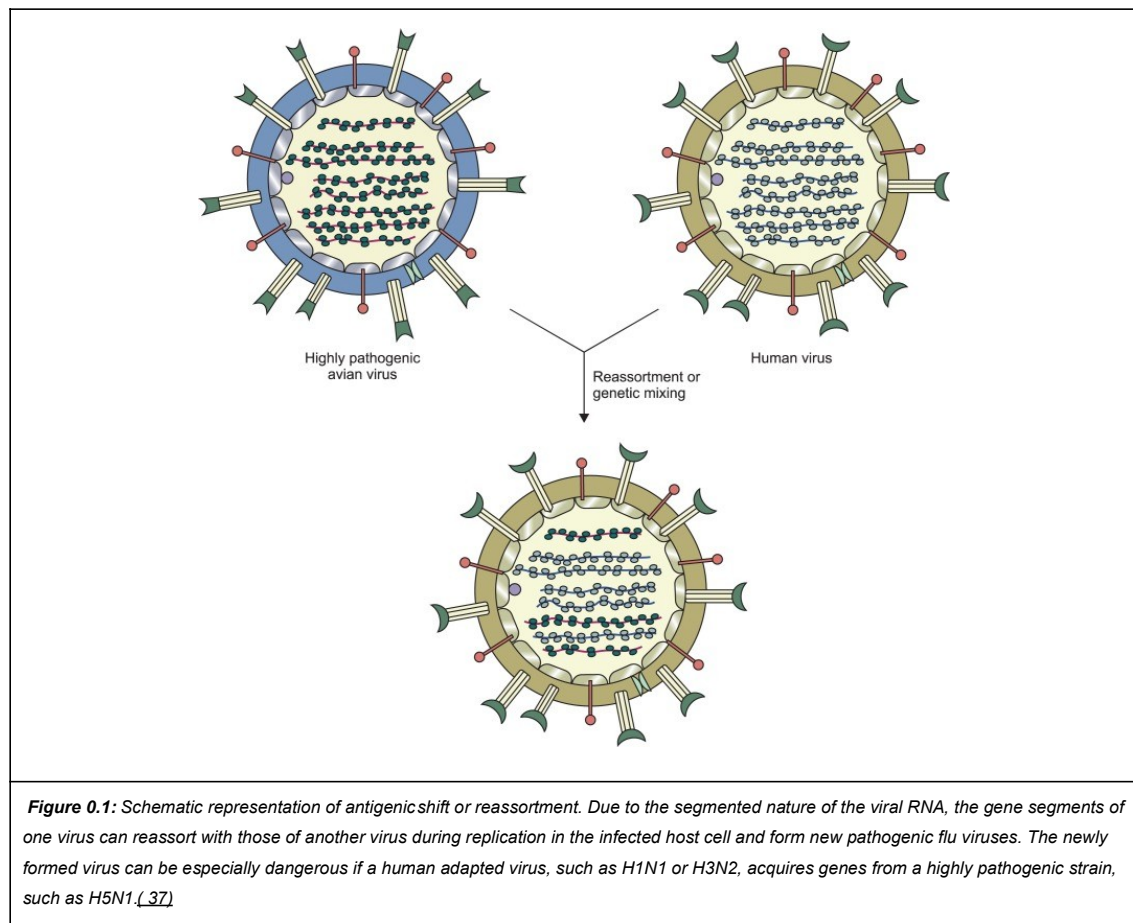 Highly pathogenic
avian virus
Human virus
Reassortment or
genetic mixing
Figure 0.1: Schematic representation of antigenic shift or reassortment. Due to the segmented nature of the viral RNA, the gene segments of
one virus can reassort with those of another virus during replication in the infected host cell and form new pathogenic flu viruses. The newly
formed virus can be especially dangerous if a human adapted virus, such as H1N1 or H3N2, acquires genes from a highly pathogenic strain,
such as H5N1.( 37)